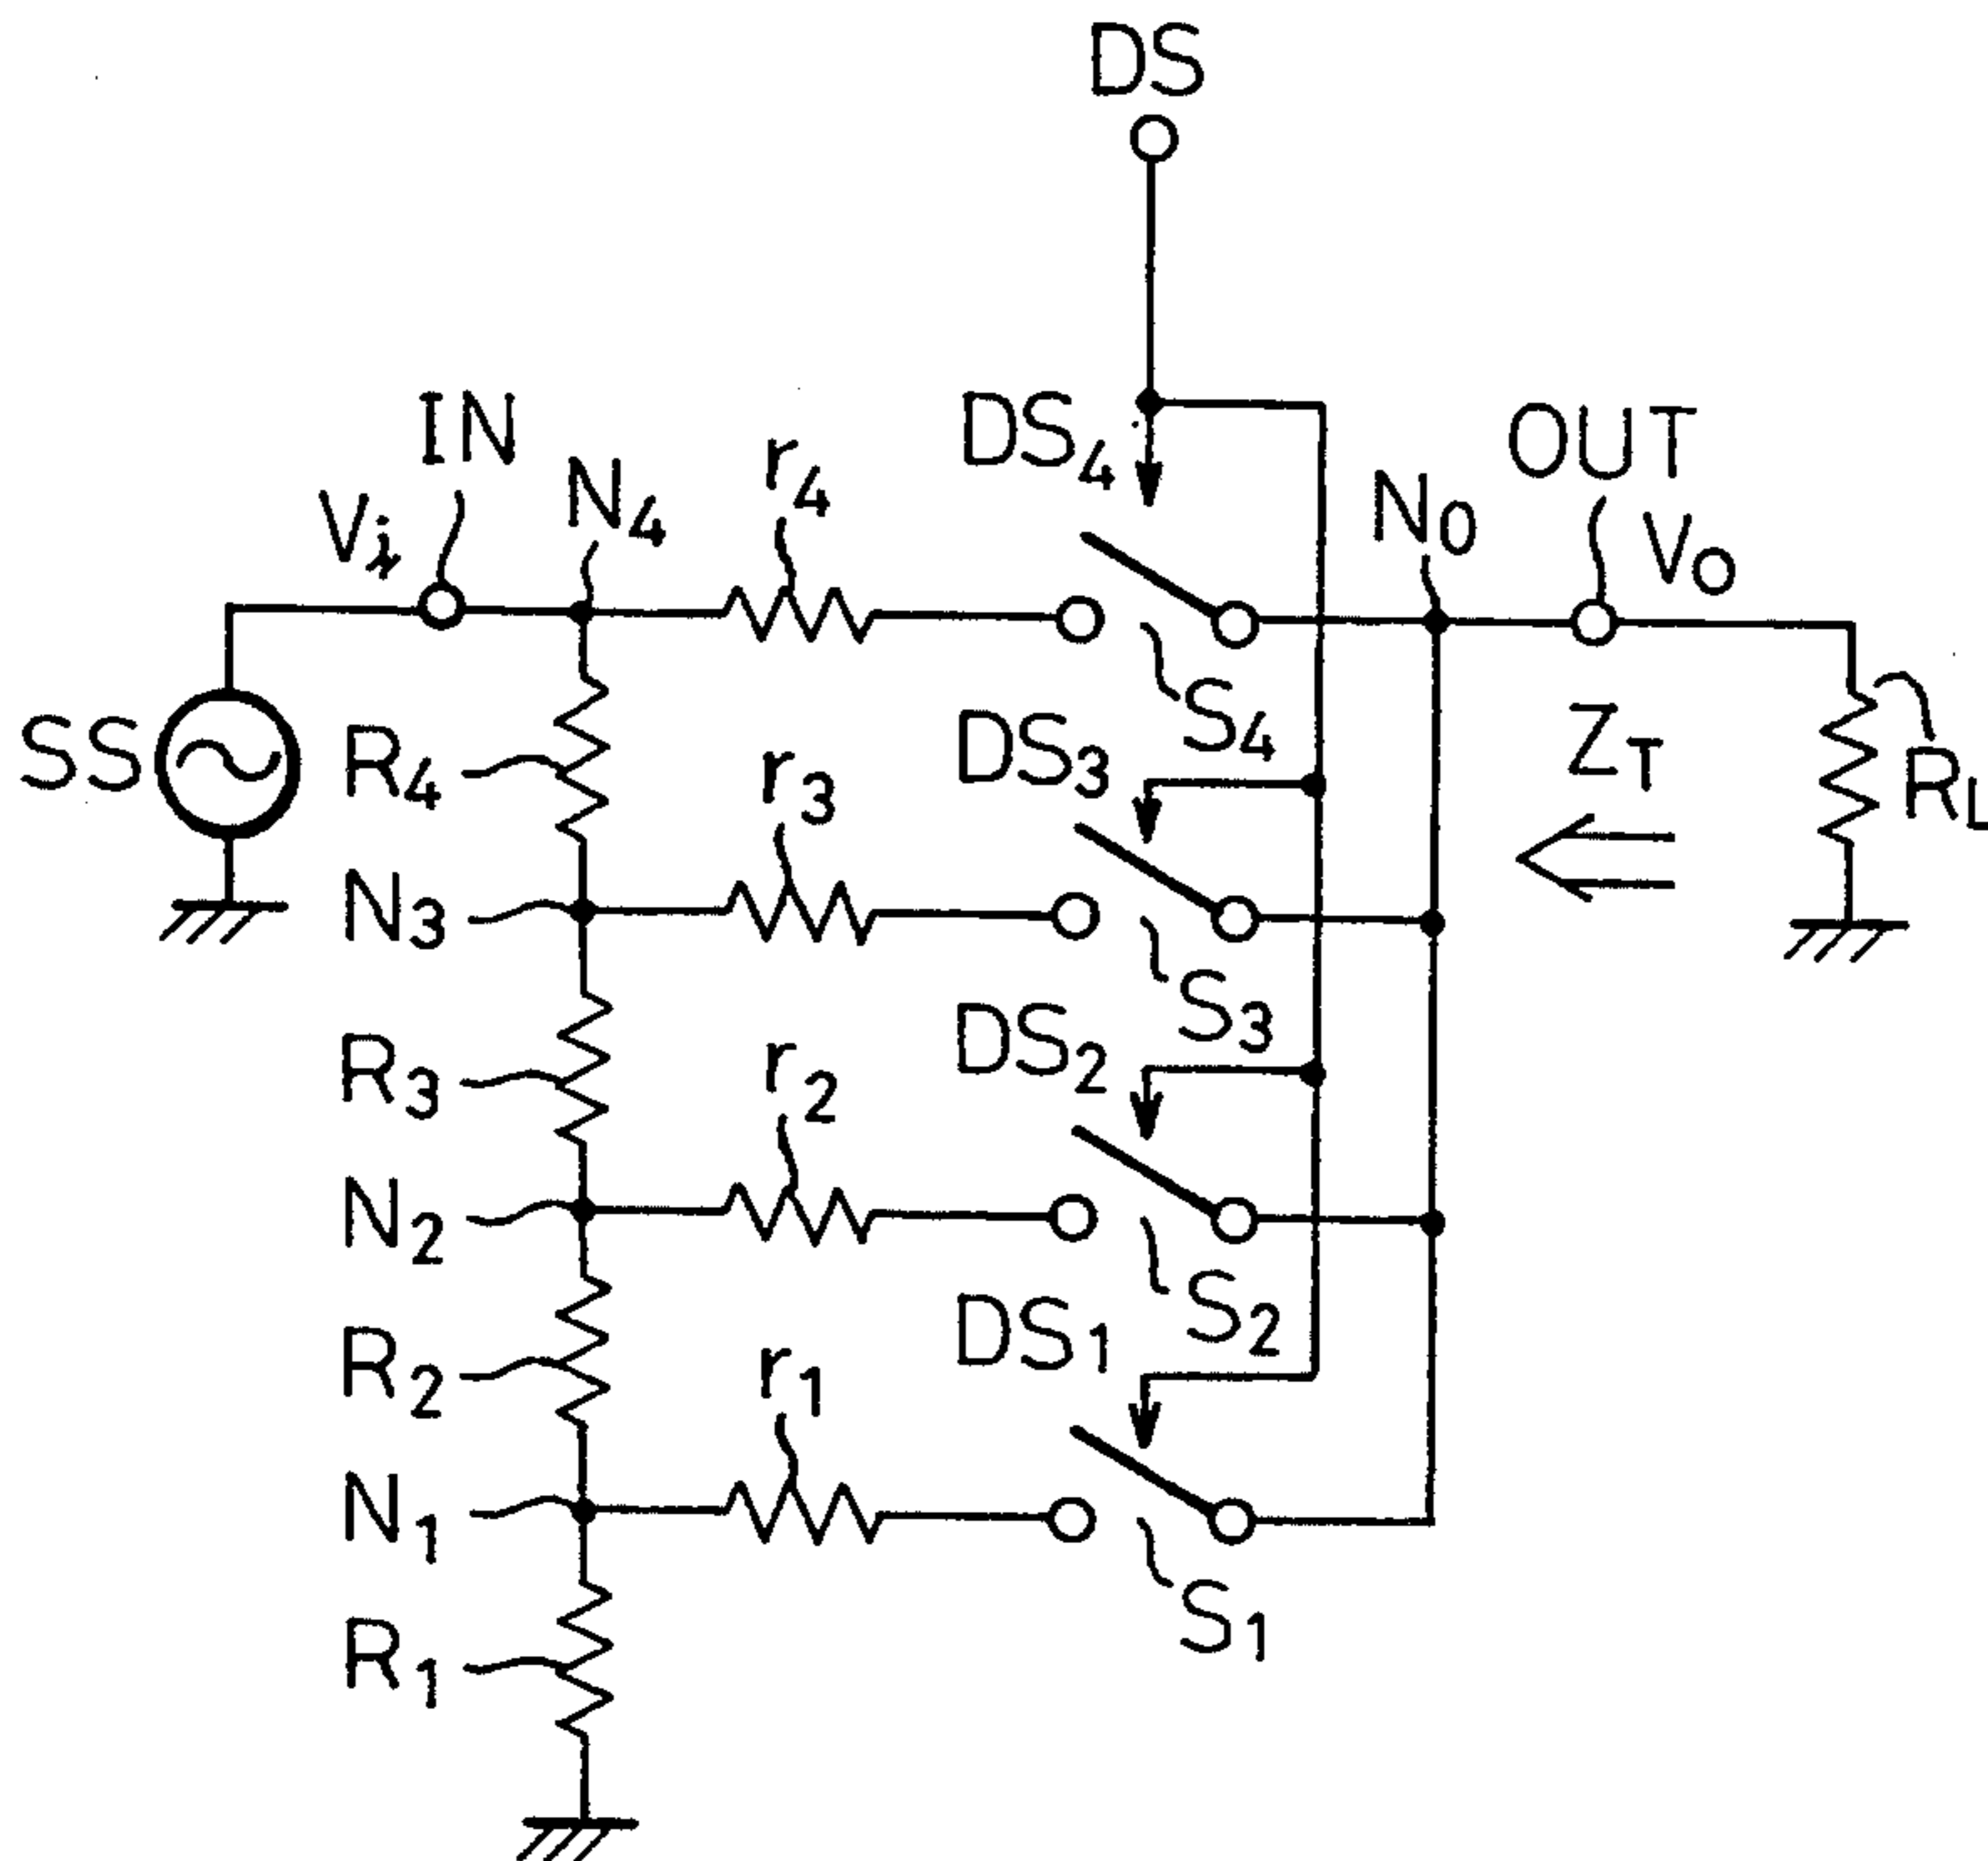 DS
IN
Vi
N4
r4
DS4
N0
OUT
VO
SS
R4
r3
DS3
S4
ZT
RL
N3
R3
r2
DS2
S3
N2
R2
r1
DS1
S2
N1
R1
S1